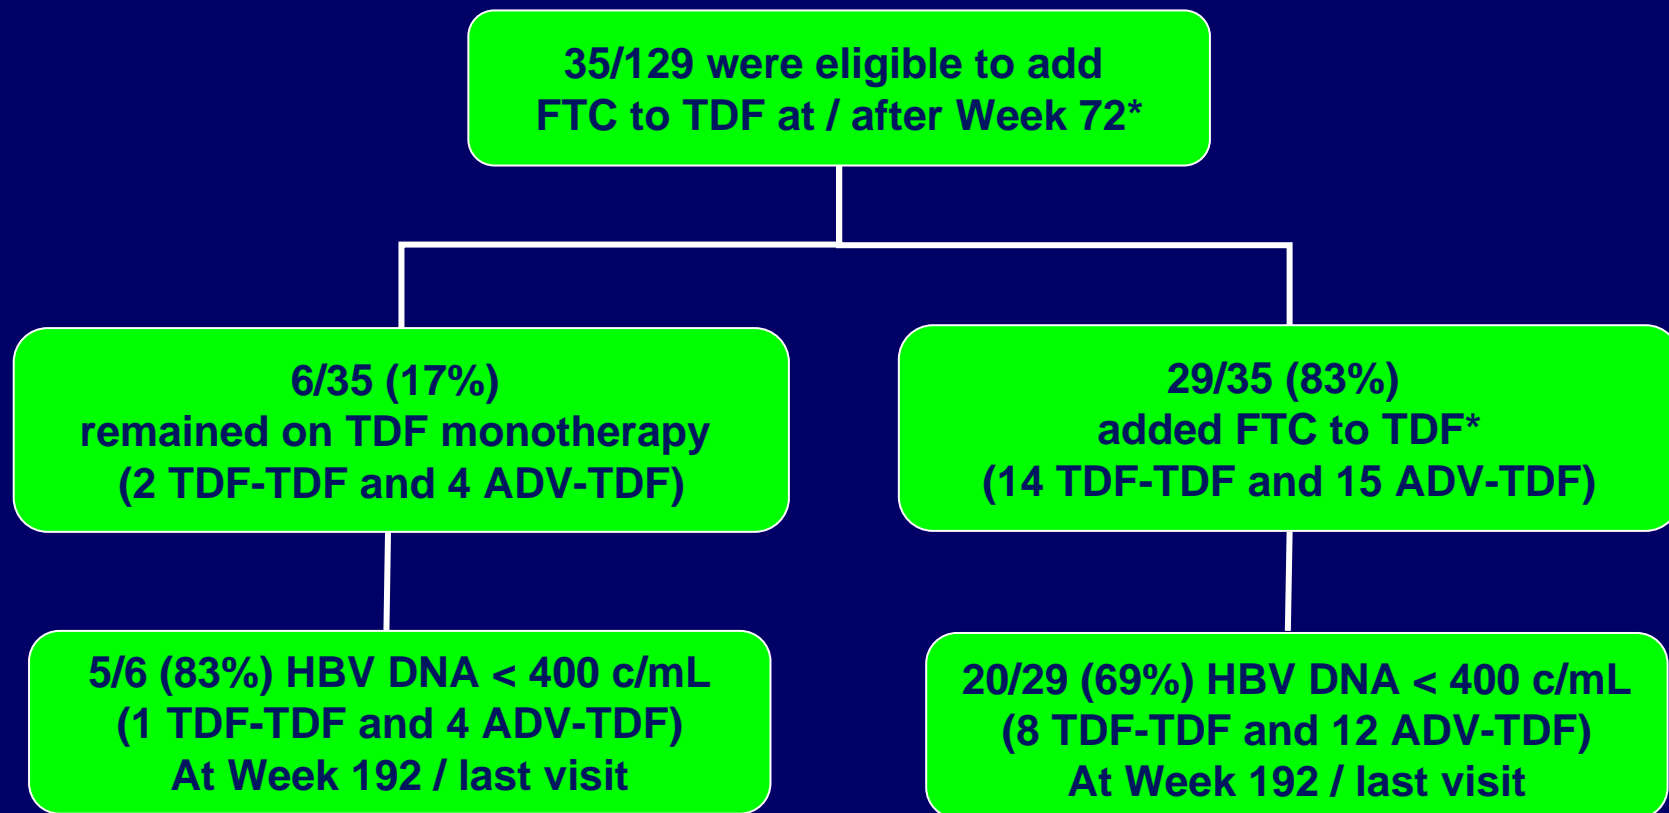 35/129 were eligible to add
FTC to TDF at / after Week 72*
6/35 (17%)
remained on TDF monotherapy
(2 TDF-TDF and 4 ADV-TDF)
29/35 (83%)
added FTC to TDF*
(14 TDF-TDF and 15 ADV-TDF)
5/6 (83%) HBV DNA < 400 c/mL
(1 TDF-TDF and 4 ADV-TDF)
At Week 192 / last visit
20/29 (69%) HBV DNA < 400 c/mL
(8 TDF-TDF and 12 ADV-TDF)
At Week 192 / last visit